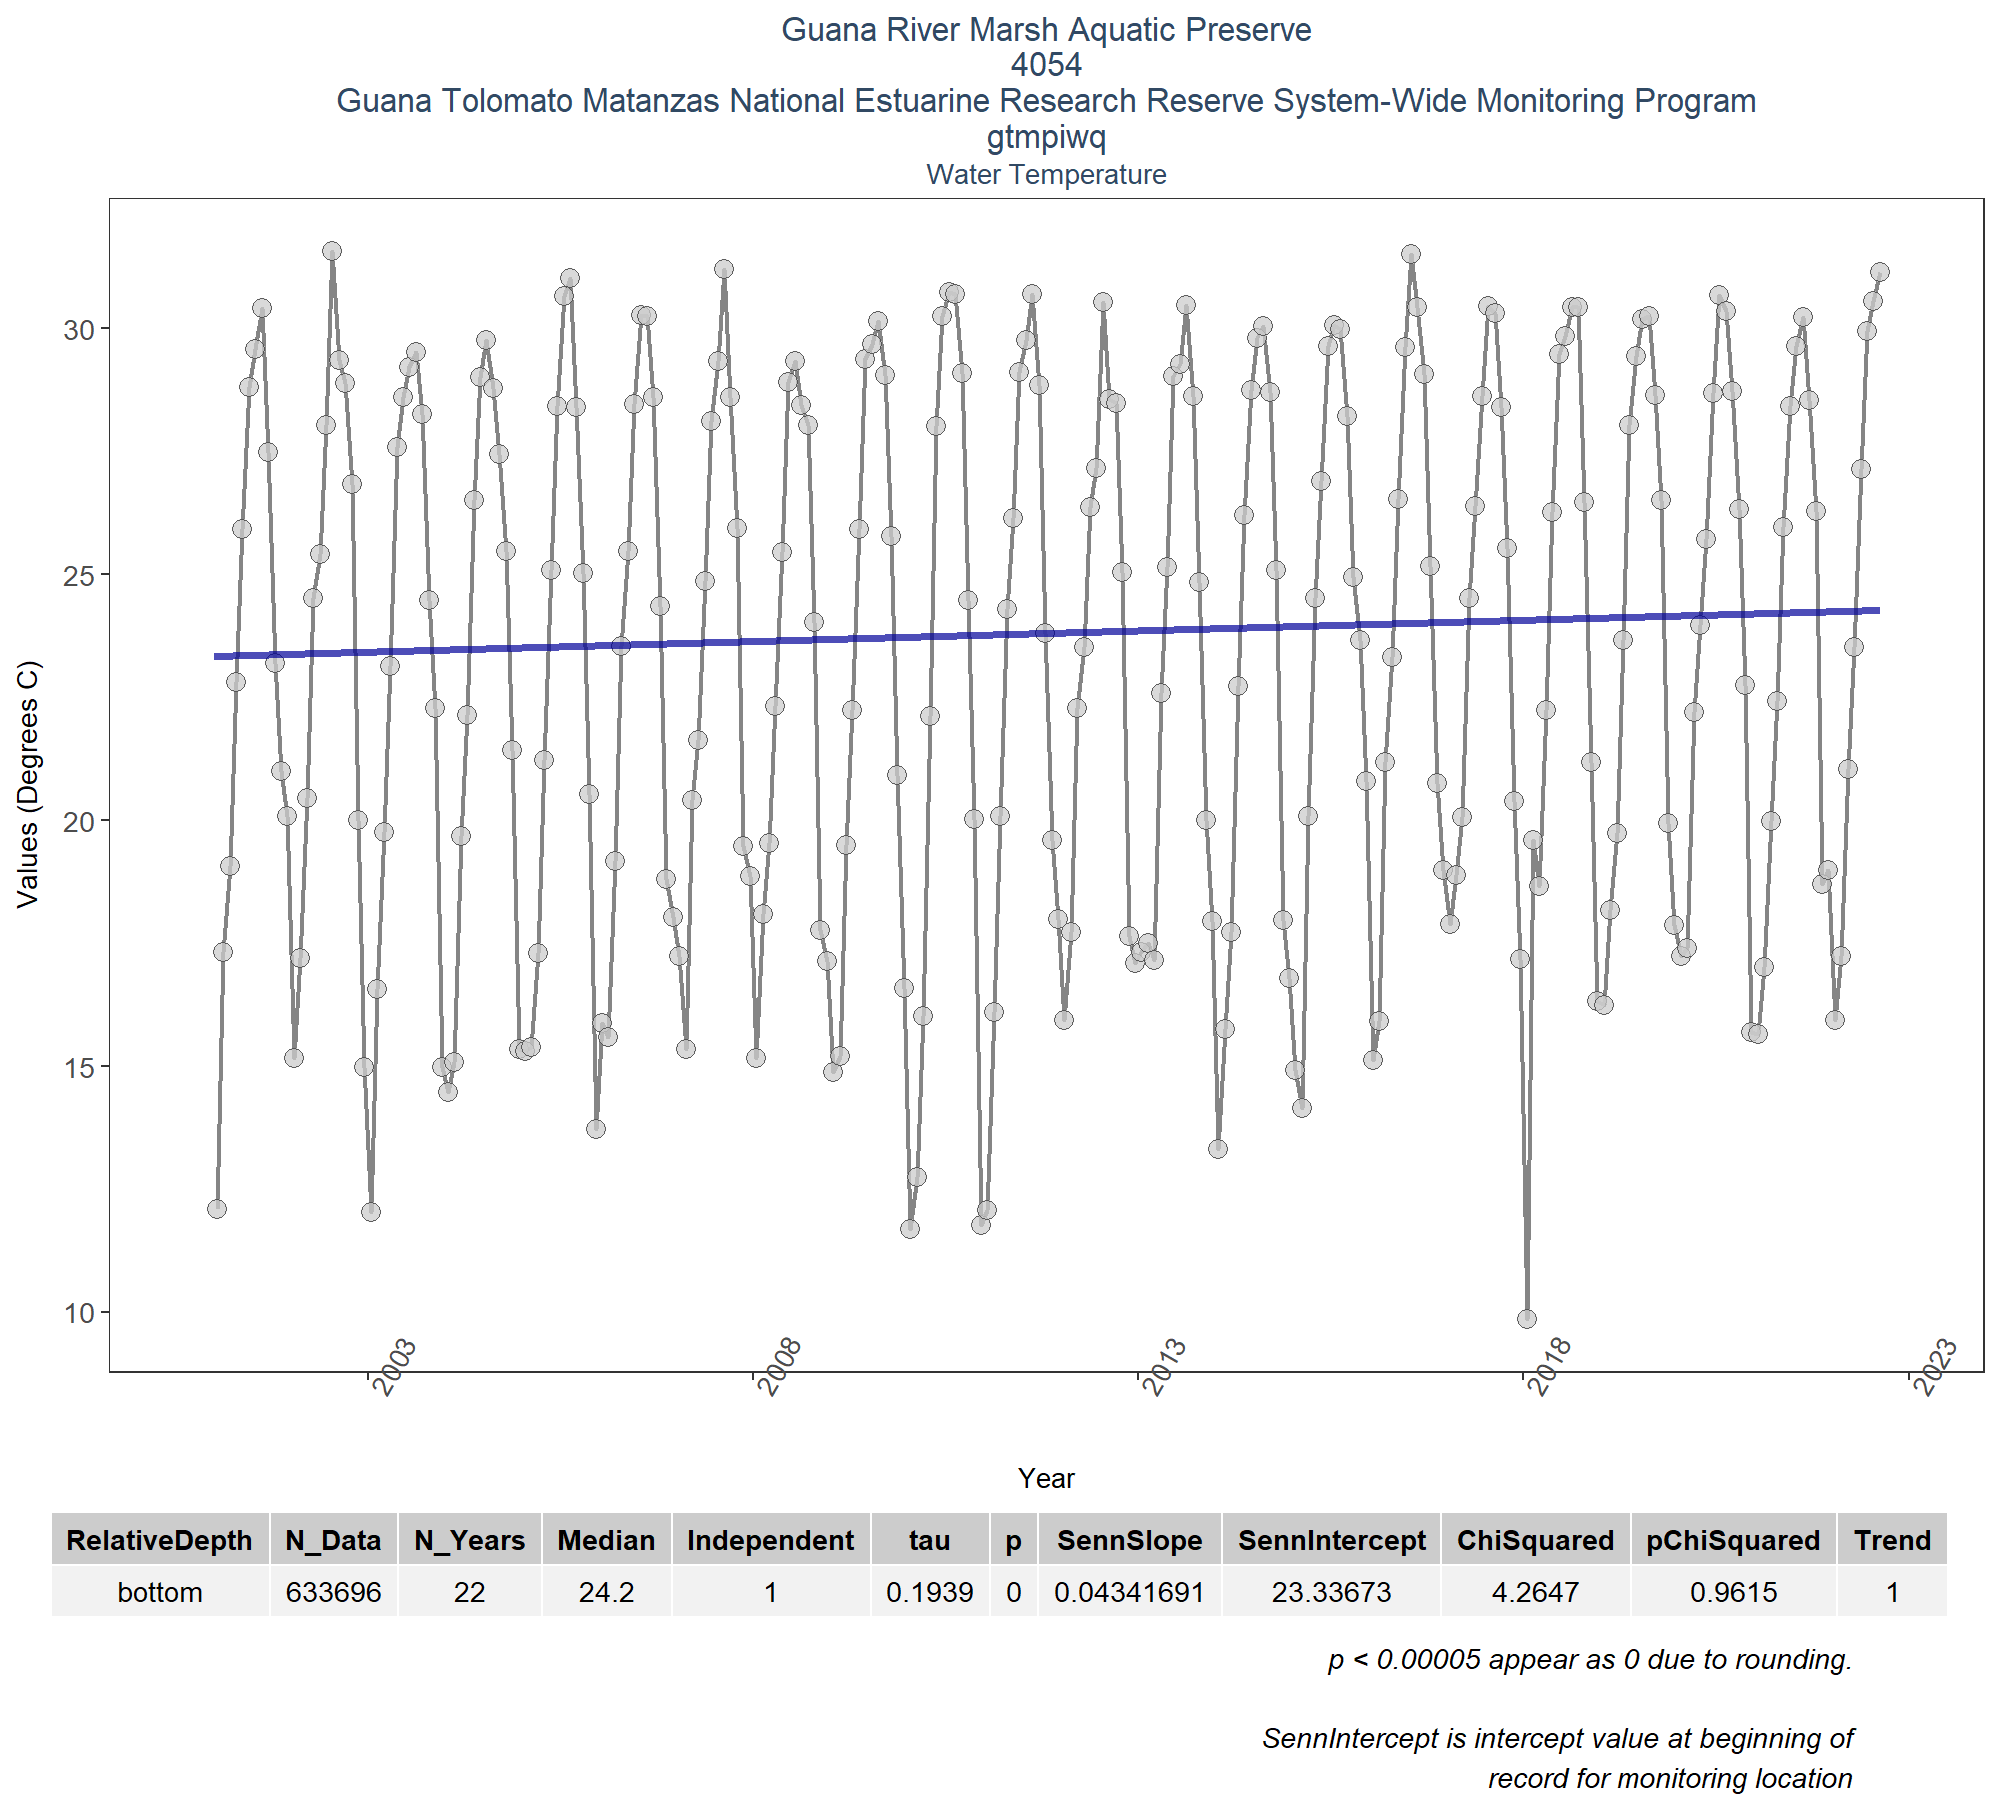 Guana River Marsh Aquatic Preserve
4054
Guana Tolomato Matanzas National Estuarine Research Reserve System-Wide Monitoring Program
gtmpiwq
Water Temperature
Values (Degrees C)
30
25
20
15
10
2003
2008
2013
2018
2023
Year
RelativeDepth N_Data N_Years Median Independent tau p SennSlope SennIntercept ChiSquared pChiSquared Trend
bottom 633696 22 24.2 1 0.1939 0 0.04341691 23.33673 4.2647 0.9615 1
p < 0.00005 appear as 0 due to rounding.
SennIntercept is intercept value at beginning of
record for monitoring location